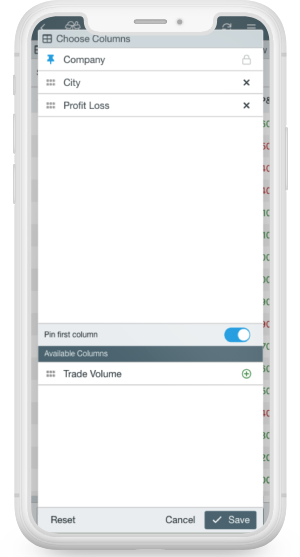 Choose Columns
Company
City
Profit Loss
Pin first column
Available Columns
Trade Volume
Reset
Cancel
Save